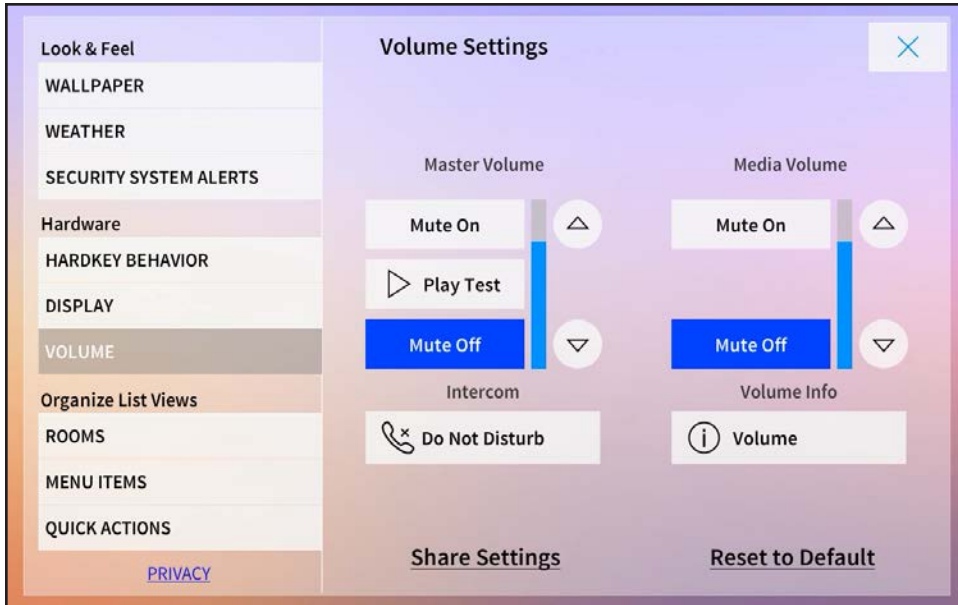 Look & Feel
WALLPAPER
WEATHER
SECURITY SYSTEM ALERTS
Hardware
HARDKEY BEHAVIOR
DISPLAY
VOLUME
Organize List Views
ROOMS
MENU ITEMS
QUICK ACTIONS
PRIVACY
Volume Settings
Master Volume
Mute On
Play Test
Mute Off
Media Volume
Mute On
Mute Off
Intercom
Do Not Disturb
Volume Info
Volume
Share Settings
Reset to Default